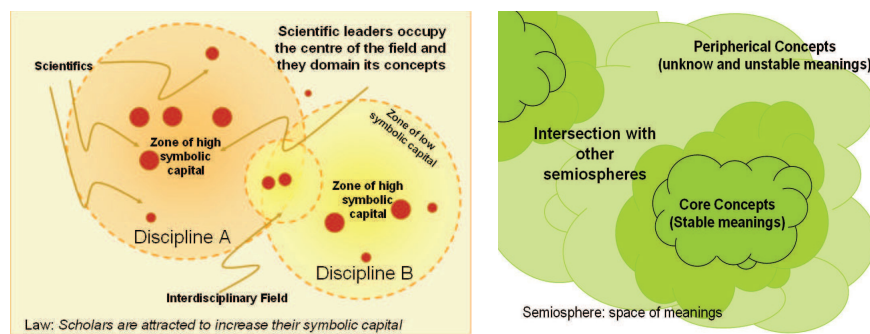 Scientific leaders occupy
the centre of the field and
they domain its concepts
Scientifics
Zone of high
symbolic
capital
Zone of low
symbolic capital
Zone of high
symbolic
capital
Discipline A
Discipline B
Interdisciplinary Field
Law: Scholars are attracted to increase their symbolic capital
Peripherical Concepts
(unknow and unstable meanings)
Intersection with
other
semiospheres
Core Concepts
(Stable meanings)
Semiosphere: space of meanings